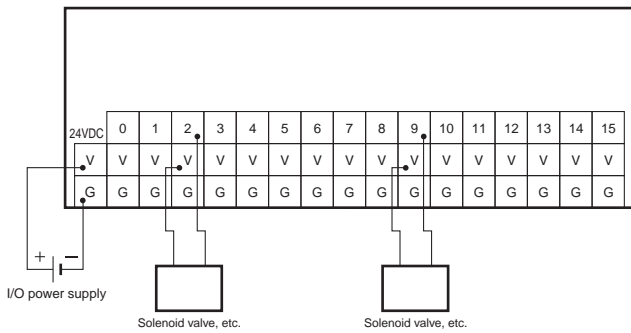 24VDC 0 1 2 3 4 5 6 7 8 9 10 11 12 13 14 15
V V V V V V V V V V V V V V V V V
G G G G G G G G G G G G G G G G G
+ −
I/O power supply
Solenoid valve, etc. Solenoid valve, etc.